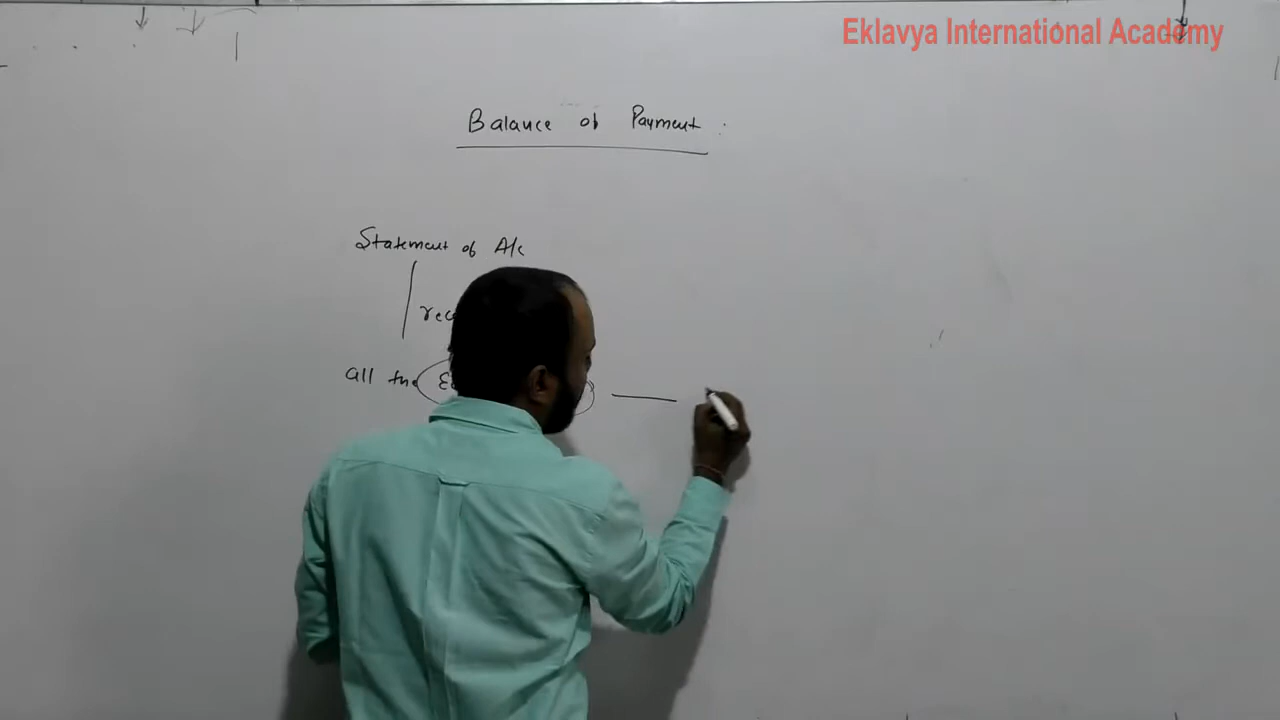 Eklavya International Academy
Balance of Payment :
Statement of A/c
all the